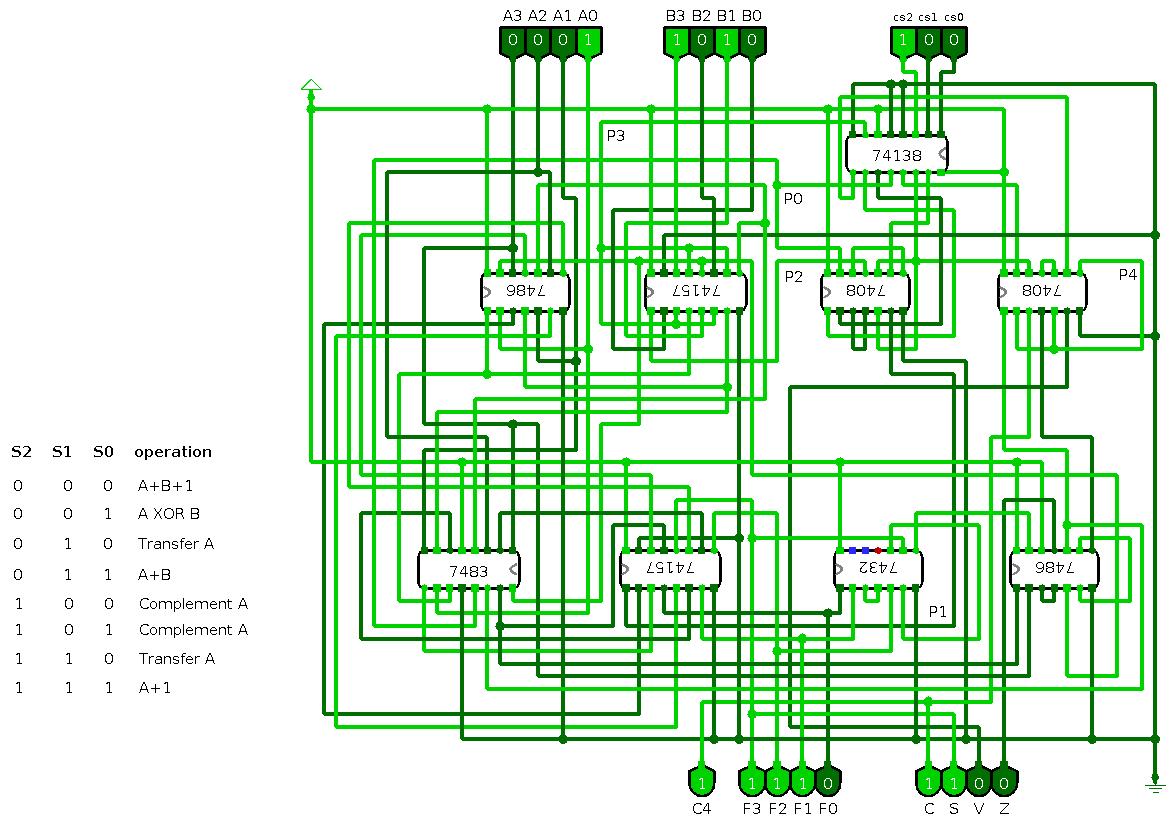 A3 A2 A1 A0 B3 B2 B1 B0 cs2 cs1 cs0
0 0 0 1 1 0 1 0 1 0 0
P3
74138
P0
P2 P4
7486 74157 7408 7408
S2 S1 S0 operation
0 0 0 A+B+1
0 0 1 A XOR B
0 1 0 Transfer A
0 1 1 A+B
1 0 0 Complement A
1 0 1 Complement A
1 1 0 Transfer A
1 1 1 A+1
7483 74157 7432 7486
P1
1 1 1 1 0 1 1 0 0
C4 F3 F2 F1 F0 C S V Z